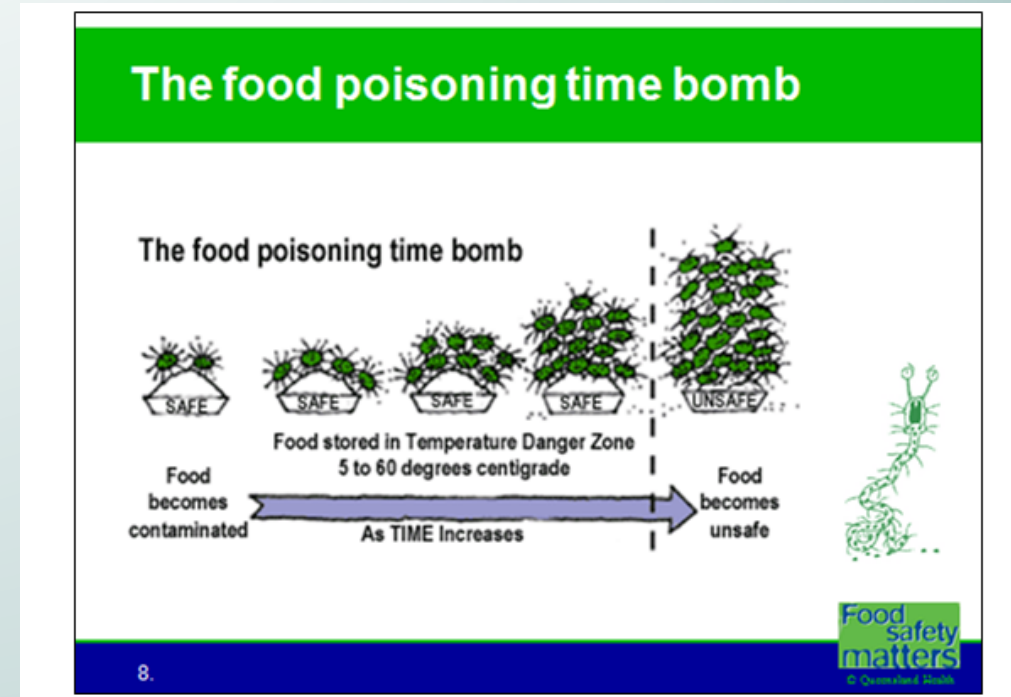 The food poisoning time bomb
The food poisoning time bomb
SAFE
SAFE
SAFE
SAFE
UNSAFE
Food stored in Temperature Danger Zone
5 to 60 degrees centigrade
Food
becomes
contaminated
As TIME Increases
Food
becomes
unsafe
8.
Food
safety
matters
© Queensland Health